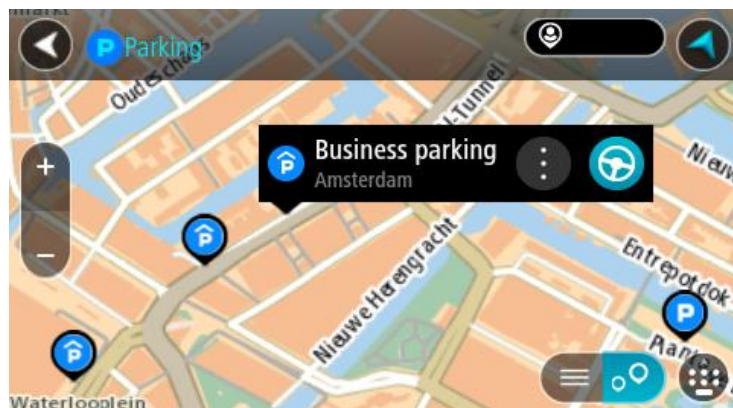 P Parking
Oudeschans
IJ-Tunnel
Business parking
Amsterdam
+
−
Nieuwe Herengracht
Entrepotdok
P
Waterlooplein